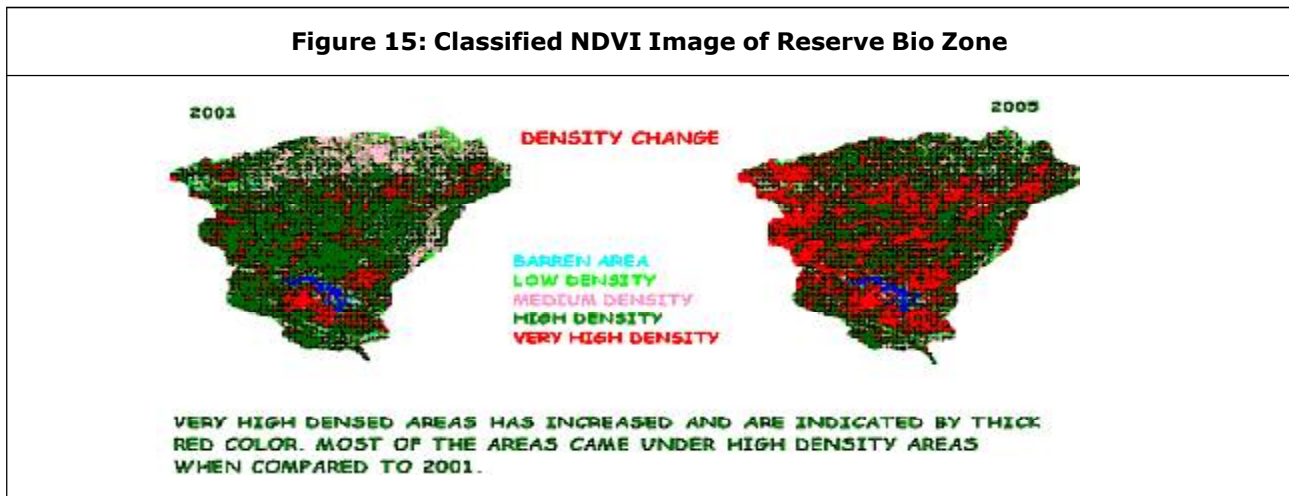 Figure 15: Classified NDVI Image of Reserve Bio Zone
2001
2005
DENSITY CHANGE
BARREN AREA
LOW DENSITY
MEDIUM DENSITY
HIGH DENSITY
VERY HIGH DENSITY
VERY HIGH DENSED AREAS HAS INCREASED AND ARE INDICATED BY THICK
RED COLOR. MOST OF THE AREAS CAME UNDER HIGH DENSITY AREAS
WHEN COMPARED TO 2001.